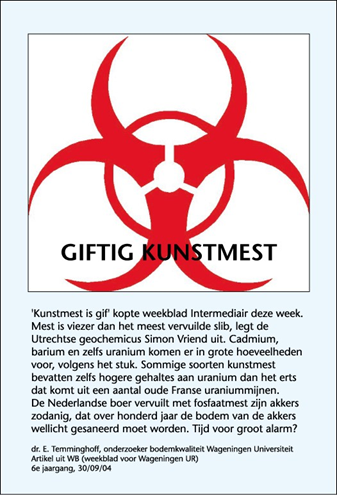 GIFTIG KUNSTMEST
'Kunstmest is gif' kopte weekblad Intermediair deze week.
Mest is viezer dan het meest vervuilde slib, legt de
Utrechtse geochemicus Simon Vriend uit. Cadmium,
barium en zelfs uranium komen er in grote hoeveelheden
voor, volgens het stuk. Sommige soorten kunstmest
bevatten zelfs hogere gehaltes aan uranium dan het erts
dat komt uit een aantal oude Franse uraniummijnen.
De Nederlandse boer vervuilt met fosfaatmest zijn akkers
zodanig, dat over honderd jaar de bodem van de akkers
wellicht gesaneerd moet worden. Tijd voor groot alarm?
dr. E. Temminghoff, onderzoeker bodemkwaliteit Wageningen Universiteit
Artikel uit WB (weekblad voor Wageningen UR)
6e jaargang, 30/09/04